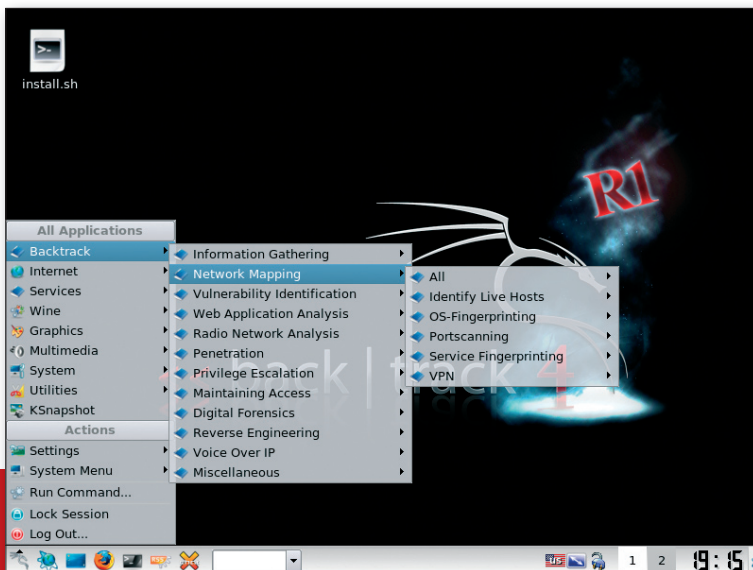 install.sh
R1
All Applications
Backtrack
Internet
Services
Wine
Graphics
Multimedia
System
Utilities
KSnapshot
Actions
Settings
System Menu
Run Command...
Lock Session
Log Out...
Information Gathering
Network Mapping
Vulnerability Identification
Web Application Analysis
Radio Network Analysis
Penetration
Privilege Escalation
Maintaining Access
Digital Forensics
Reverse Engineering
Voice Over IP
Miscellaneous
All
Identify Live Hosts
OS-Fingerprinting
Portscanning
Service Fingerprinting
VPN
back | track 4
us
1 2
19:15